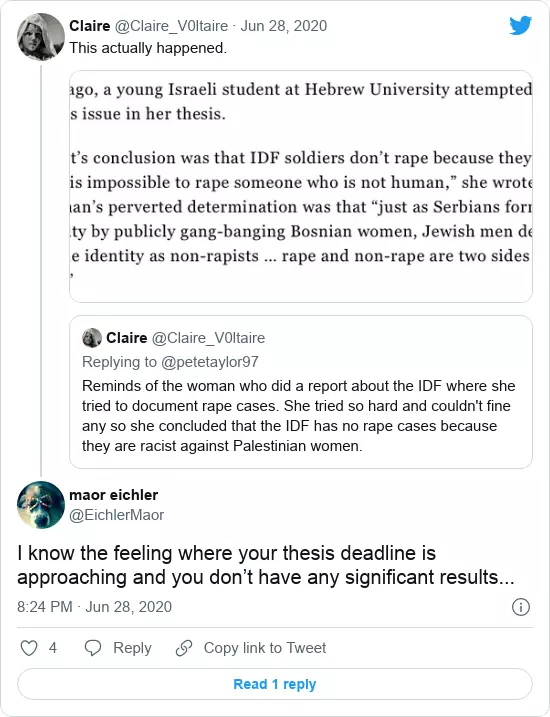 Claire @Claire_V0ltaire · Jun 28, 2020
This actually happened.
ago, a young Israeli student at Hebrew University attempted
s issue in her thesis.
t’s conclusion was that IDF soldiers don’t rape because they
is impossible to rape someone who is not human,” she wrote
an’s perverted determination was that “just as Serbians for
ty by publicly gang-banging Bosnian women, Jewish men de
e identity as non-rapists ... rape and non-rape are two sides
’
Claire @Claire_V0ltaire
Replying to @petetaylor97
Reminds of the woman who did a report about the IDF where she
tried to document rape cases. She tried so hard and couldn't fine
any so she concluded that the IDF has no rape cases because
they are racist against Palestinian women.
maor eichler
@EichlerMaor
I know the feeling where your thesis deadline is
approaching and you don’t have any significant results...
8:24 PM · Jun 28, 2020
4 Reply Copy link to Tweet
Read 1 reply